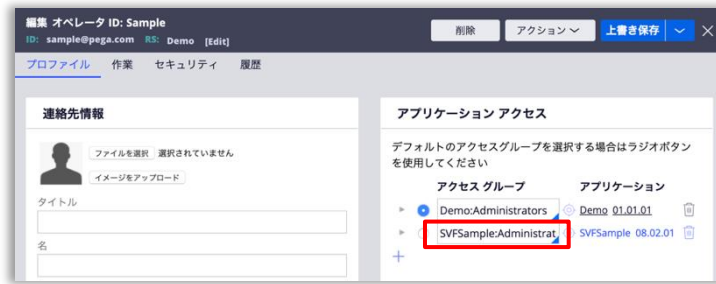 編集 オペレータ ID: Sample
ID: sample@pega.com RS: Demo [Edit]
削除 アクション 上書き保存
プロファイル 作業 セキュリティ 履歴
連絡先情報
ファイルを選択 選択されていません
イメージをアップロード
タイトル
名
アプリケーション アクセス
デフォルトのアクセスグループを選択する場合はラジオボタン
を使用してください
アクセス グループ アプリケーション
Demo:Administrators Demo 01.01.01
SVFSample:Administrat SVFSample 08.02.01